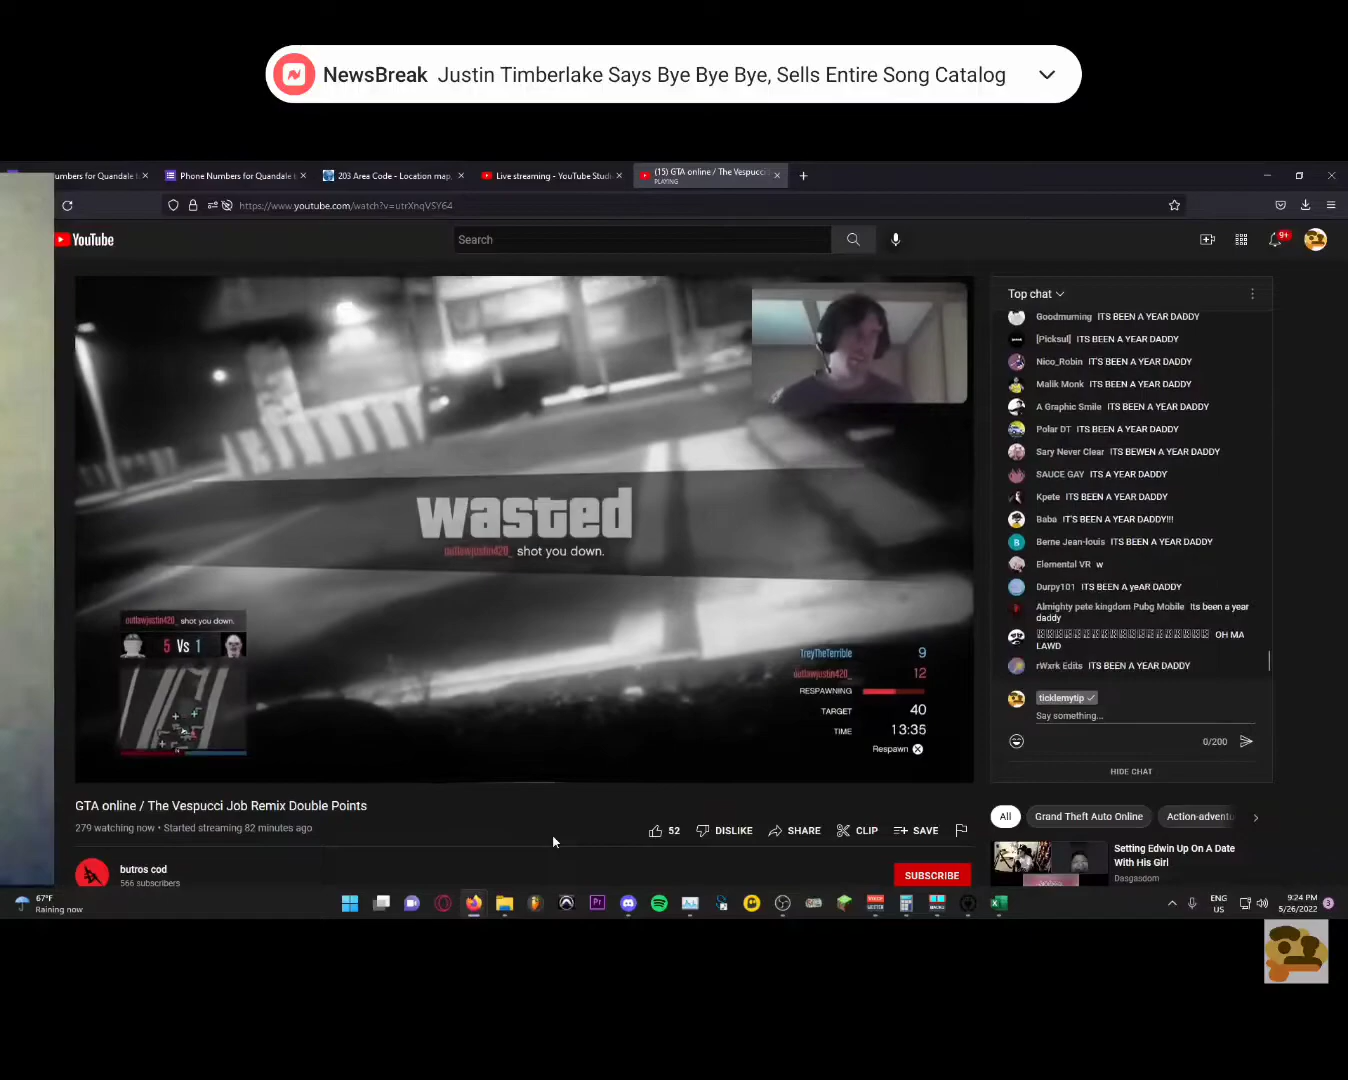 NewsBreak Justin Timberlake Says Bye Bye Bye, Sells Entire Song Catalog
umbers for Quandale
Phone Numbers for Quandale
203 Area Code - Location map,
Live streaming - YouTube Studi
(15) GTA online / The Vespucci
PLAYING
https://www.youtube.com/watch?v=utrXnqVSY64
YouTube
Search
9+
Top chat
Goodmurning ITS BEEN A YEAR DADDY
[Picksul] ITS BEEN A YEAR DADDY
Nico_Robin IT'S BEEN A YEAR DADDY
Malik Monk ITS BEEN A YEAR DADDY
A Graphic Smile ITS BEEN A YEAR DADDY
Polar DT ITS BEEN A YEAR DADDY
Sary Never Clear ITS BEWEN A YEAR DADDY
SAUCE GAY ITS A YEAR DADDY
Kpete ITS BEEN A YEAR DADDY
Baba IT'S BEEN A YEAR DADDY!!!
Berne Jean-louis ITS BEEN A YEAR DADDY
Elemental VR w
Durpy101 ITS BEEN A yeAR DADDY
Almighty pete kingdom Pubg Mobile Its been a year
daddy
OH MA
LAWD
rWxrk Edits ITS BEEN A YEAR DADDY
ticklemytip
Say something...
0/200
HIDE CHAT
wasted
outlawjustin420_ shot you down.
outlawjustin420_ shot you down.
5 Vs 1
TreyTheTerrible 9
outlawjustin420_ 12
RESPAWNING
TARGET 40
TIME 13:35
Respawn
GTA online / The Vespucci Job Remix Double Points
279 watching now • Started streaming 82 minutes ago
52 DISLIKE SHARE CLIP SAVE
All Grand Theft Auto Online Action-adventu
butros cod
566 subscribers
SUBSCRIBE
Setting Edwin Up On A Date
With His Girl
Dasgasdom
67°F
Raining now
Pr
ENG
US
9:24 PM
5/26/2022
3